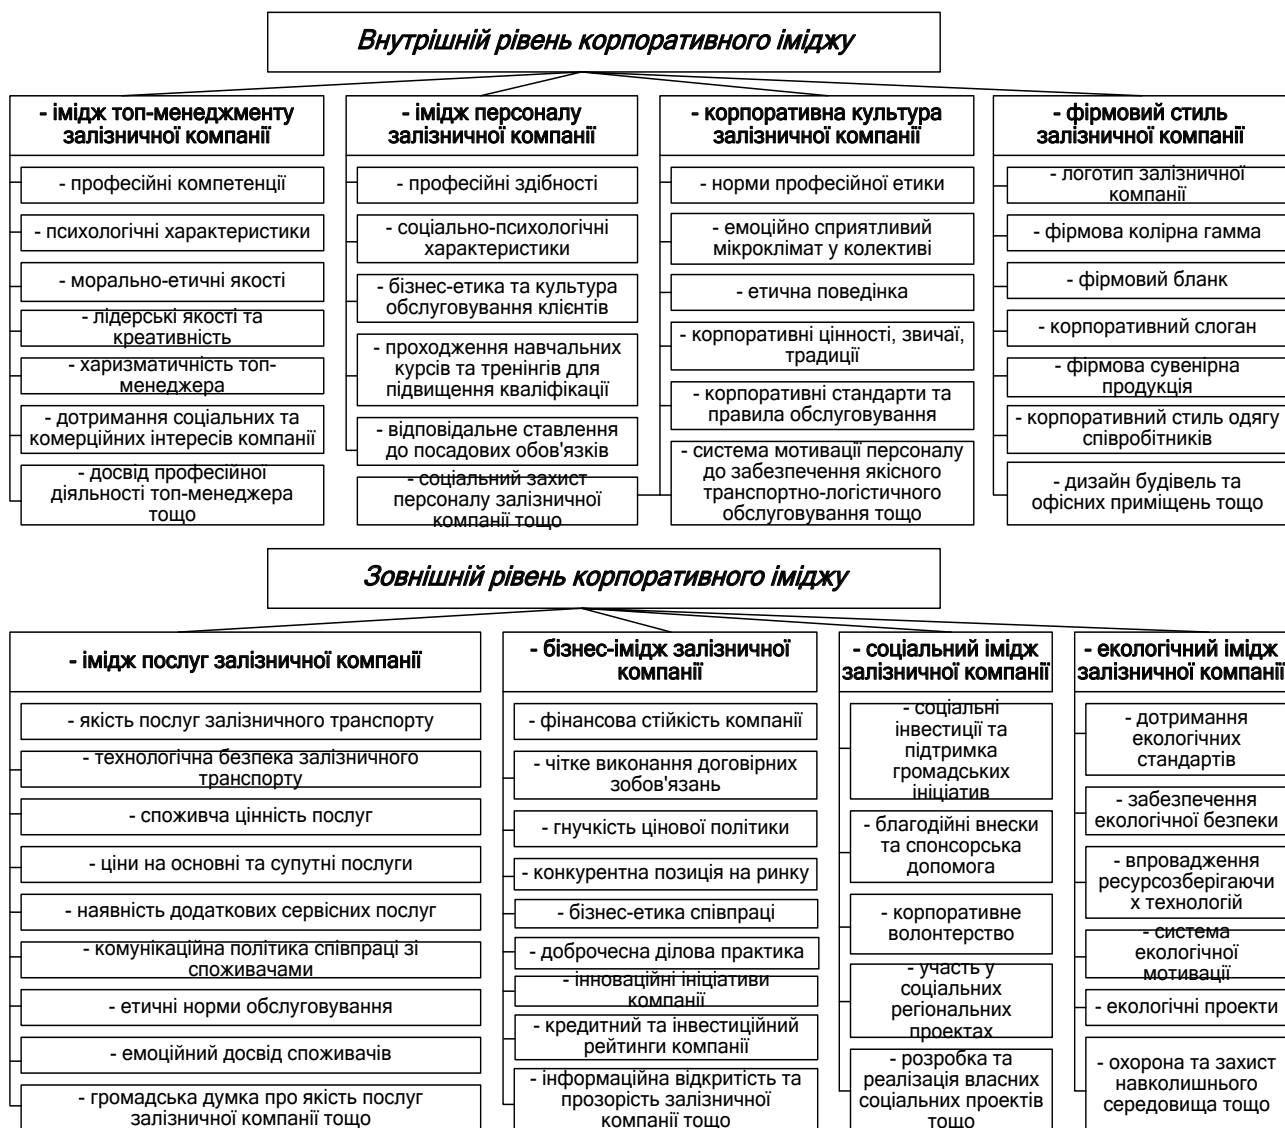 Внутрішній рівень корпоративного іміджу
- імідж топ-менеджменту
залізничної компанії
- професійні компетенції
- психологічні характеристики
- морально-етичні якості
- лідерські якості та
креативність
- харизматичність топ-
менеджера
- дотримання соціальних та
комерційних інтересів компанії
- досвід професійної
діяльності топ-менеджера
тощо
- імідж персоналу
залізничної компанії
- професійні здібності
- соціально-психологічні
характеристики
- бізнес-етика та культура
обслуговування клієнтів
- проходження навчальних
курсів та тренінгів для
підвищення кваліфікації
- відповідальне ставлення
до посадових обов'язків
- соціальний захист
персоналу залізничної
компанії тощо
- корпоративна культура
залізничної компанії
- норми професійної етики
- емоційно сприятливий
мікроклімат у колективі
- етична поведінка
- корпоративні цінності, звичаї,
традиції
- корпоративні стандарти та
правила обслуговування
- система мотивації персоналу
до забезпечення якісного
транспортно-логістичного
обслуговування тощо
- фірмовий стиль
залізничної компанії
- логотип залізничної
компанії
- фірмова колірна гамма
- фірмовий бланк
- корпоративний слоган
- фірмова сувенірна
продукція
- корпоративний стиль одягу
співробітників
- дизайн будівель та
офісних приміщень тощо
Зовнішній рівень корпоративного іміджу
- імідж послуг залізничної компанії
- якість послуг залізничного транспорту
- технологічна безпека залізничного
транспорту
- споживча цінність послуг
- ціни на основні та супутні послуги
- наявність додаткових сервісних послуг
- комунікаційна політика співпраці зі
споживачами
- етичні норми обслуговування
- емоційний досвід споживачів
- громадська думка про якість послуг
залізничної компанії тощо
- бізнес-імідж залізничної
компанії
- фінансова стійкість компанії
- чітке виконання договірних
зобов'язань
- гнучкість цінової політики
- конкурентна позиція на ринку
- бізнес-етика співпраці
- доброчесна ділова практика
- інноваційні ініціативи
компанії
- кредитний та інвестиційний
рейтинги компанії
- інформаційна відкритість та
прозорість залізничної
компанії тощо
- соціальний імідж
залізничної компанії
- соціальні
інвестиції та
підтримка
громадських
ініціатив
- благодійні внески
та спонсорська
допомога
- корпоративне
волонтерство
- участь у
соціальних
регіональних
проектах
- розробка та
реалізація власних
соціальних проектів
тощо
- екологічний імідж
залізничної компанії
- дотримання
екологічних
стандартів
- забезпечення
екологічної безпеки
- впровадження
ресурсозберігаючи
х технологій
- система
екологічної
мотивації
- екологічні проекти
- охорона та захист
навколишнього
середовища тощо